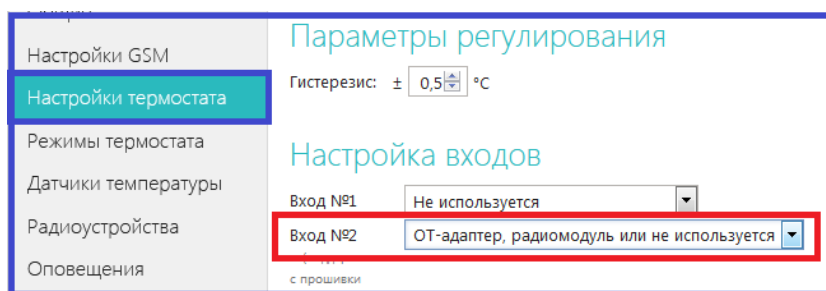 Настройки GSM
Настройки термостата
Режимы термостата
Датчики температуры
Радиоустройства
Оповещения
Параметры регулирования
Гистерезис: ± 0,5 °C
Настройка входов
Вход №1 Не используется
Вход №2 ОТ-адаптер, радиомодуль или не используется
с прошивки